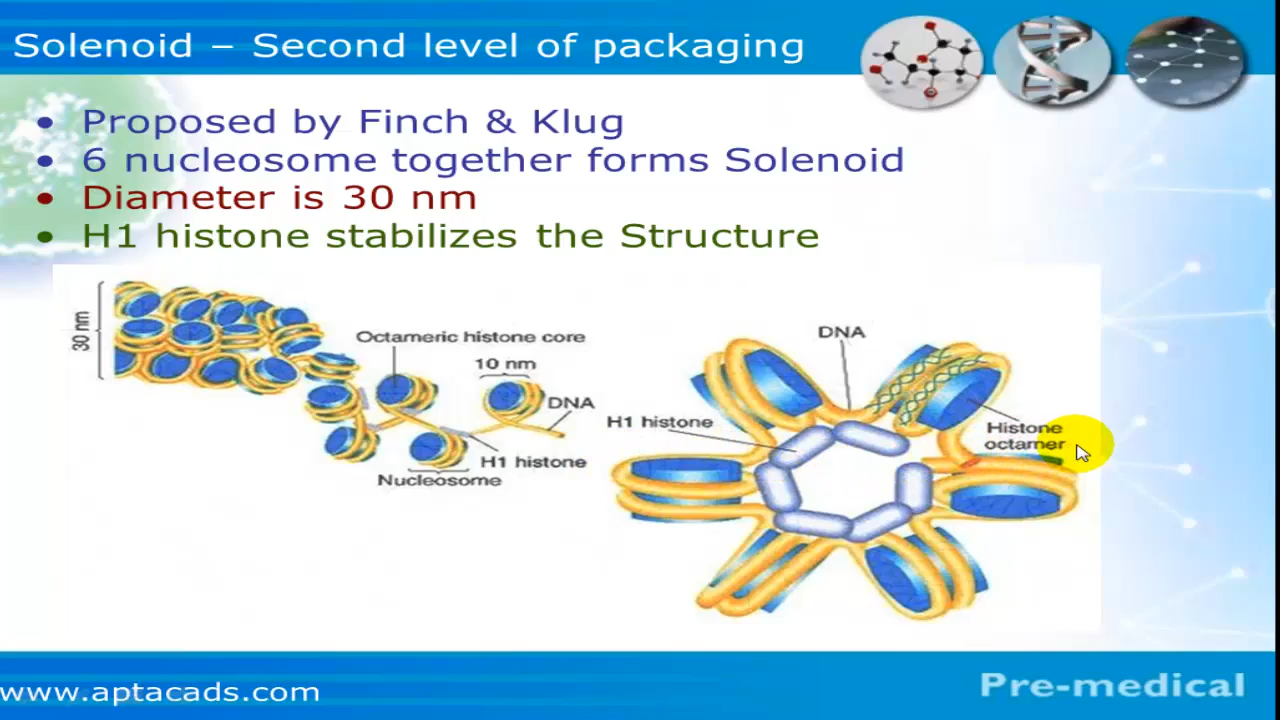 Solenoid – Second level of packaging
• Proposed by Finch & Klug
• 6 nucleosome together forms Solenoid
• Diameter is 30 nm
• H1 histone stabilizes the Structure
30 nm
Octameric histone core
10 nm
DNA
H1 histone
Nucleosome
DNA
H1 histone
Histone
octamer
www.aptacads.com
Pre-medical